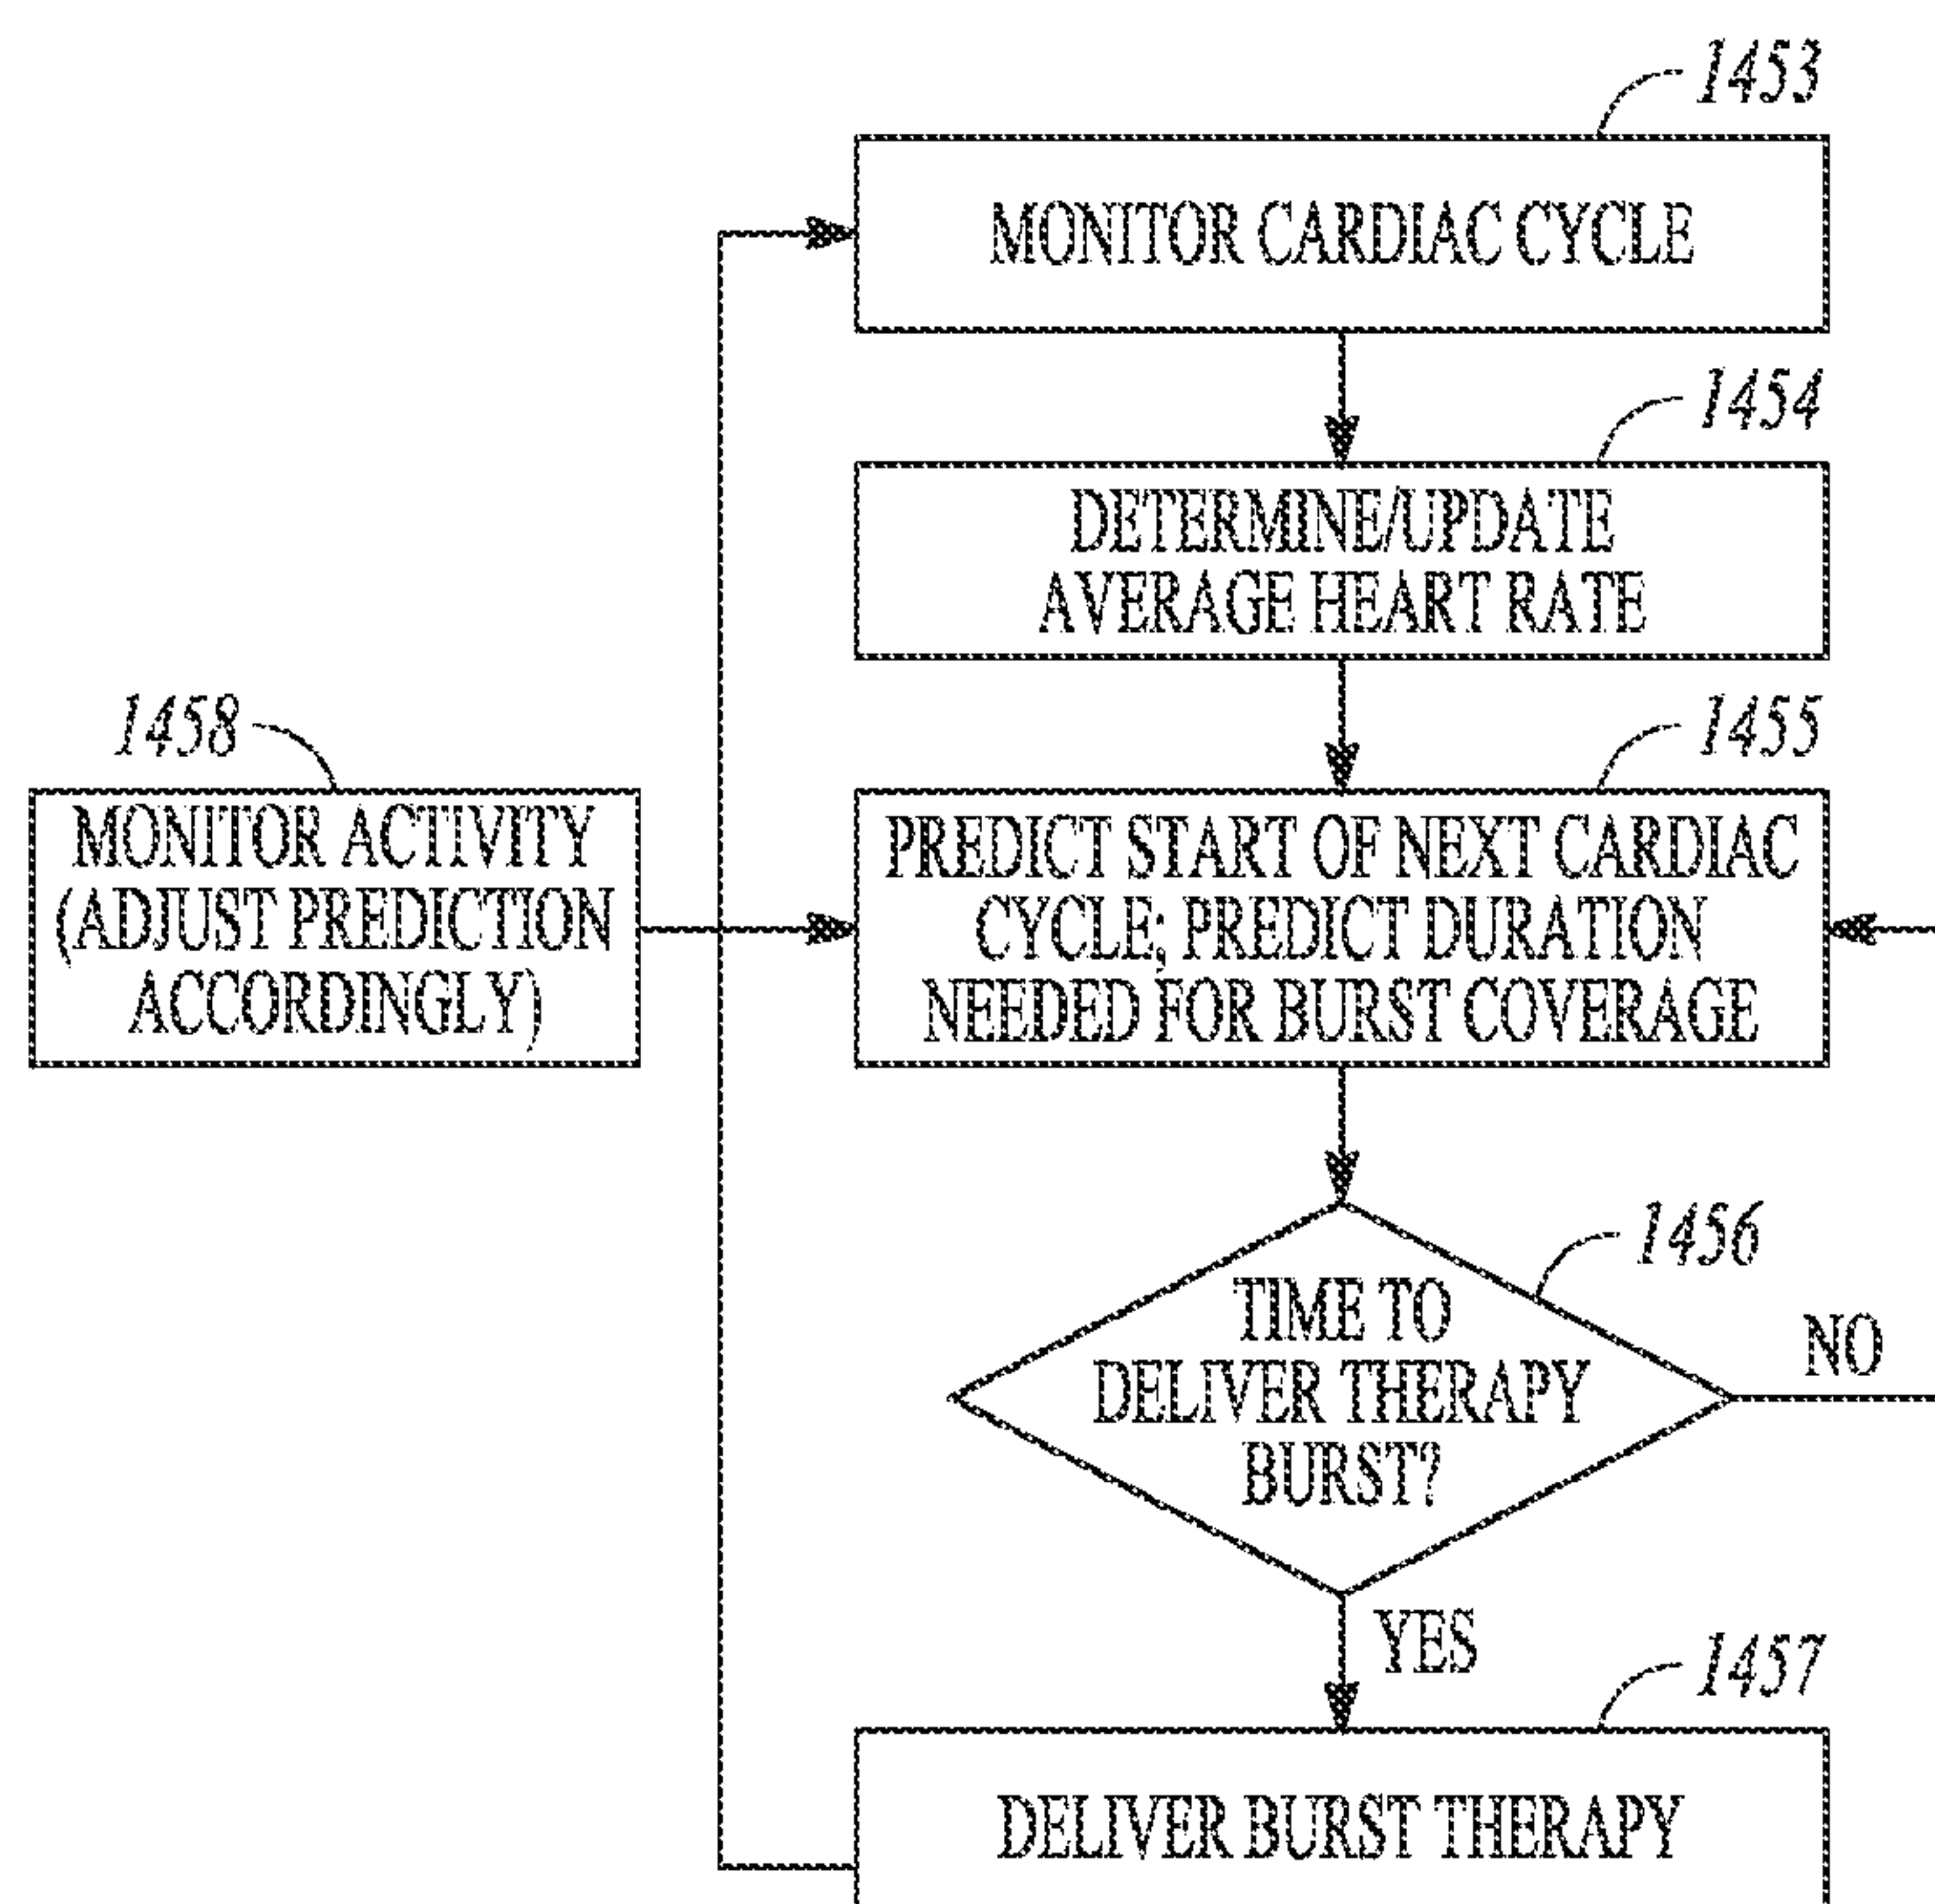 1453
MONITOR CARDIAC CYCLE
1454
DETERMINE/UPDATE
AVERAGE HEART RATE
1458
MONITOR ACTIVITY
(ADJUST PREDICTION
ACCORDINGLY)
1455
PREDICT START OF NEXT CARDIAC
CYCLE; PREDICT DURATION
NEEDED FOR BURST COVERAGE
1456
TIME TO
DELIVER THERAPY
BURST?
NO
YES
1457
DELIVER BURST THERAPY